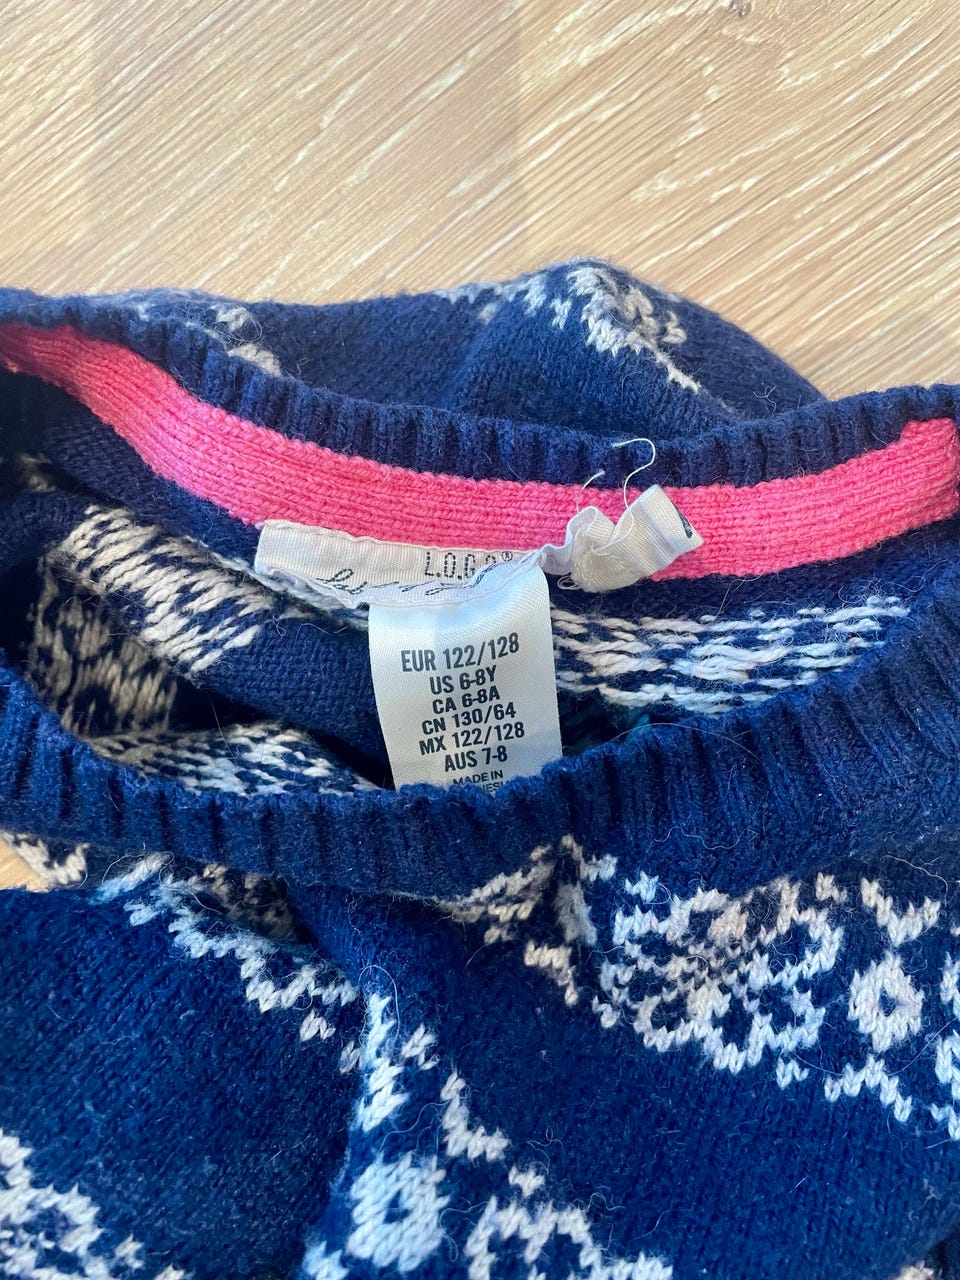 L.O.G.G®
EUR 122/128
US 6-8Y
CA 6-8A
CN 130/64
MX 122/128
AUS 7-8
MADE IN